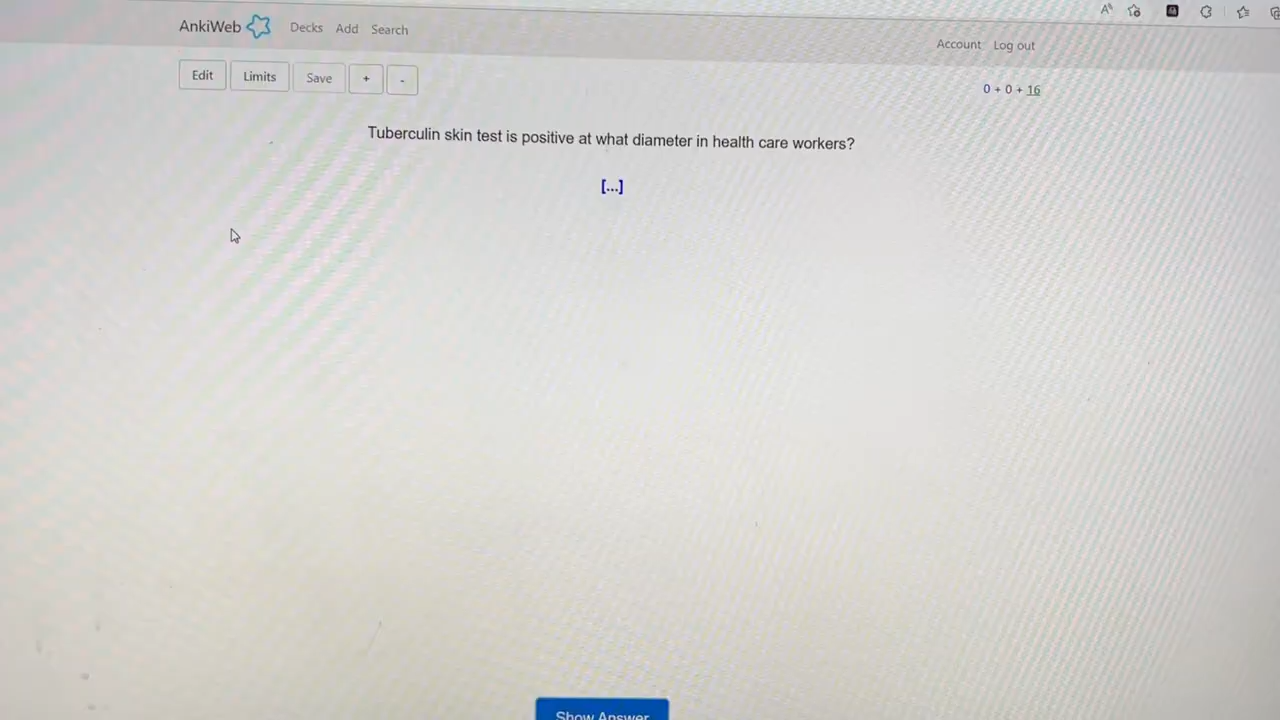 AankiWeb Decks Add Search
Account Log out
Edit Limits Save + -
0 + 0 + 16
Tuberculin skin test is positive at what diameter in health care workers?
[...]
Show Answer